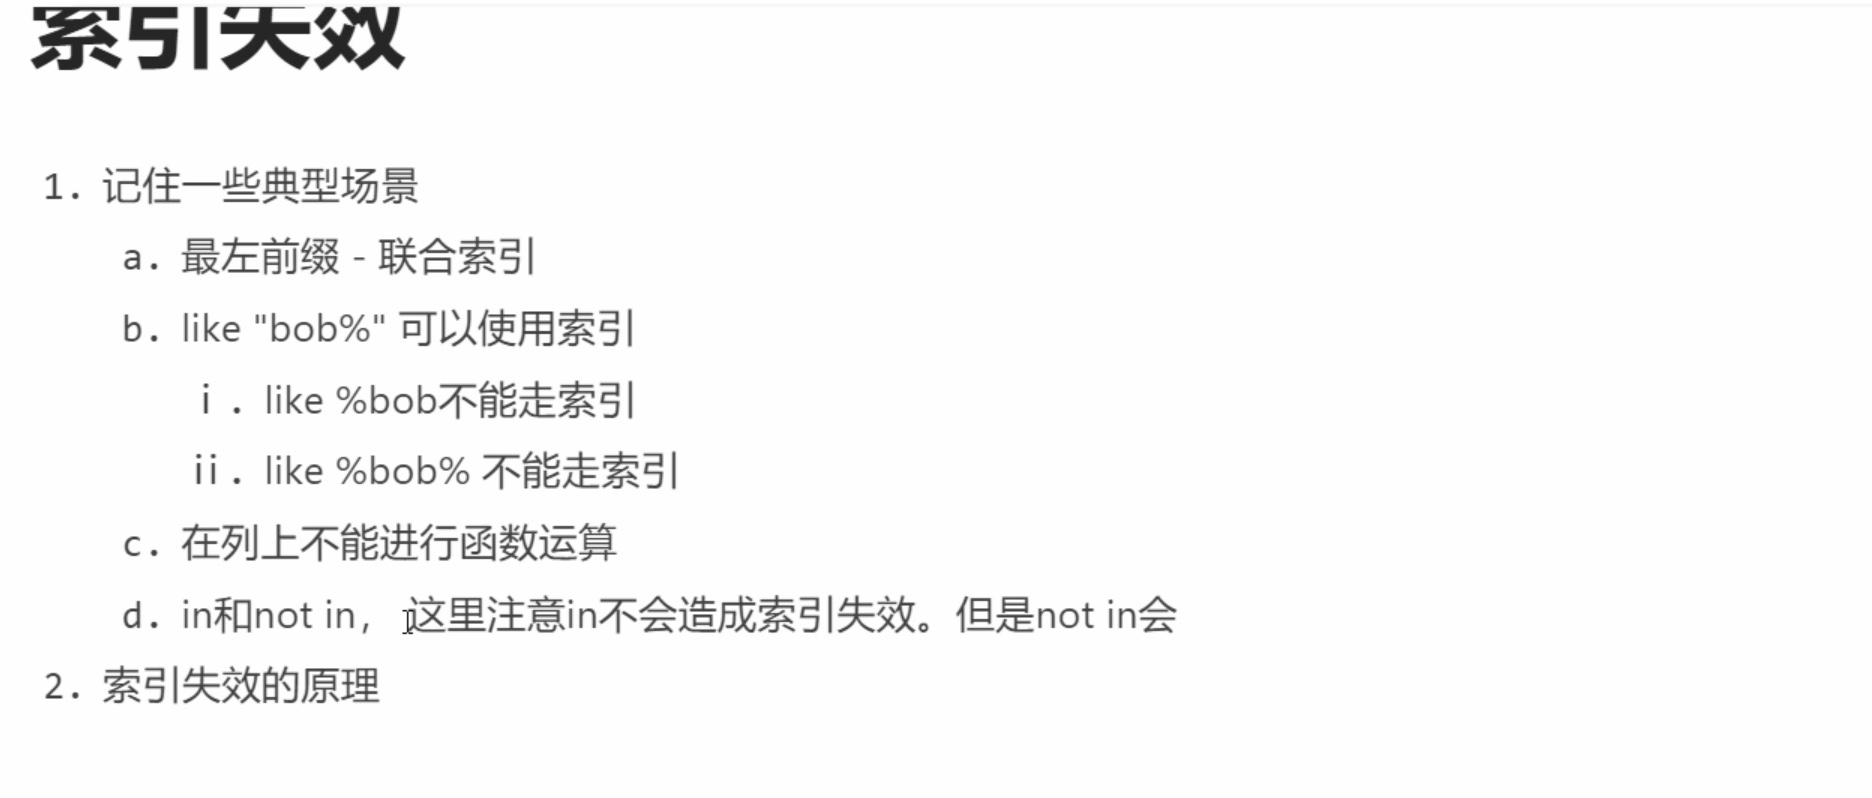 索引失效
1. 记住一些典型场景
a. 最左前缀 - 联合索引
b. like "bob%" 可以使用索引
ⅰ. like %bob不能走索引
ⅱ. like %bob% 不能走索引
c. 在列上不能进行函数运算
d. in和not in， 这里注意in不会造成索引失效。但是not in会
2. 索引失效的原理